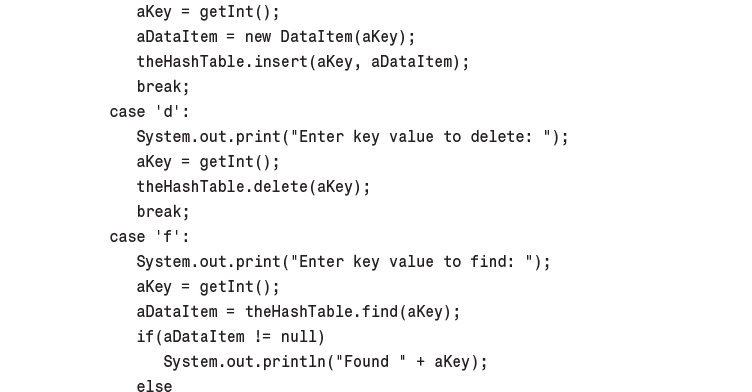 aKey = getInt();
aDataItem = new DataItem(aKey);
theHashTable.insert(aKey, aDataItem);
break;
case 'd':
System.out.print("Enter key value to delete: ");
aKey = getInt();
theHashTable.delete(aKey);
break;
case 'f':
System.out.print("Enter key value to find: ");
aKey = getInt();
aDataItem = theHashTable.find(aKey);
if(aDataItem != null)
System.out.println("Found " + aKey);
else